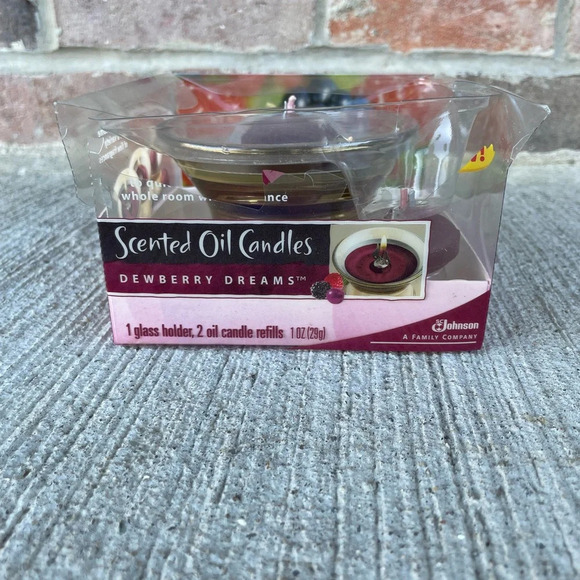 whole room
Scented Oil Candles
DEWBERRY DREAMS™
1 glass holder, 2 oil candle refills 1 OZ (29g)
SC Johnson
A FAMILY COMPANY